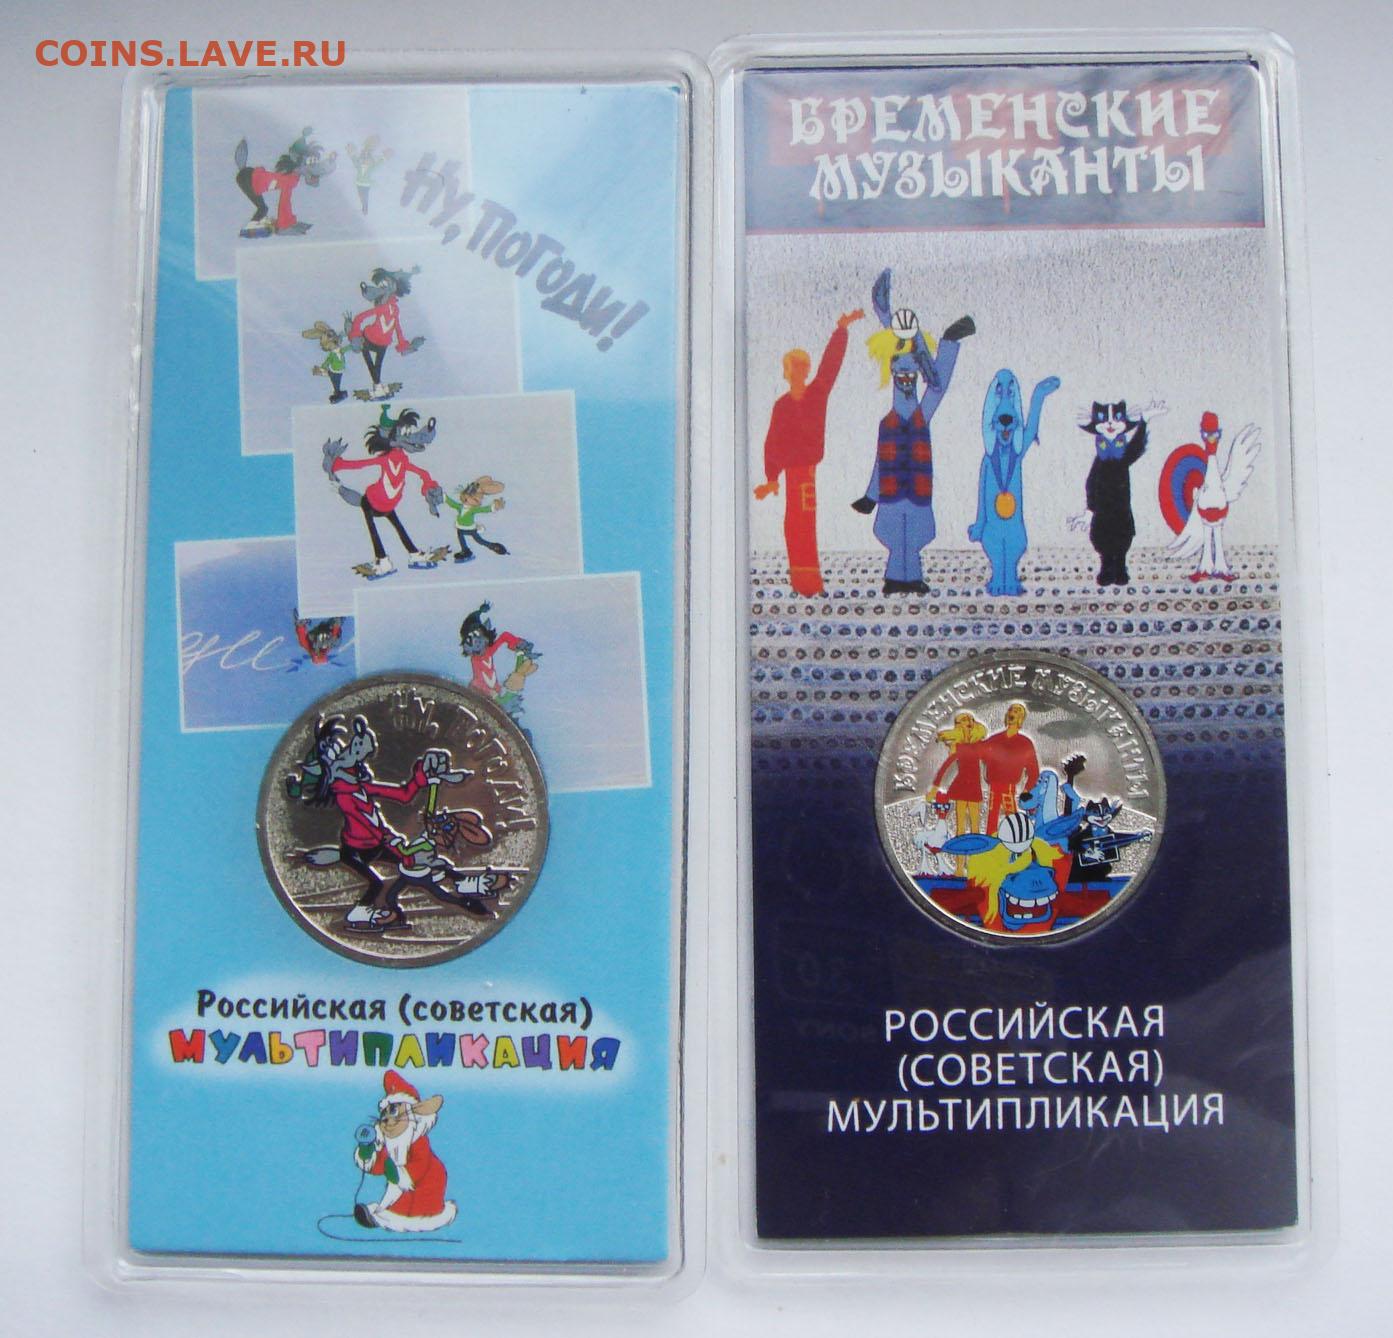 COINS.LAVE.RU
НУ, ПОГОДИ!
НУ, ПОГОДИ!
Российская (советская)
МУЛЬТИПЛИКАЦИЯ
БРЕМЕНСКИЕ
МУЗЫКАНТЫ
БРЕМЕНСКИЕ МУЗЫКАНТЫ
РОССИЙСКАЯ
(СОВЕТСКАЯ)
МУЛЬТИПЛИКАЦИЯ